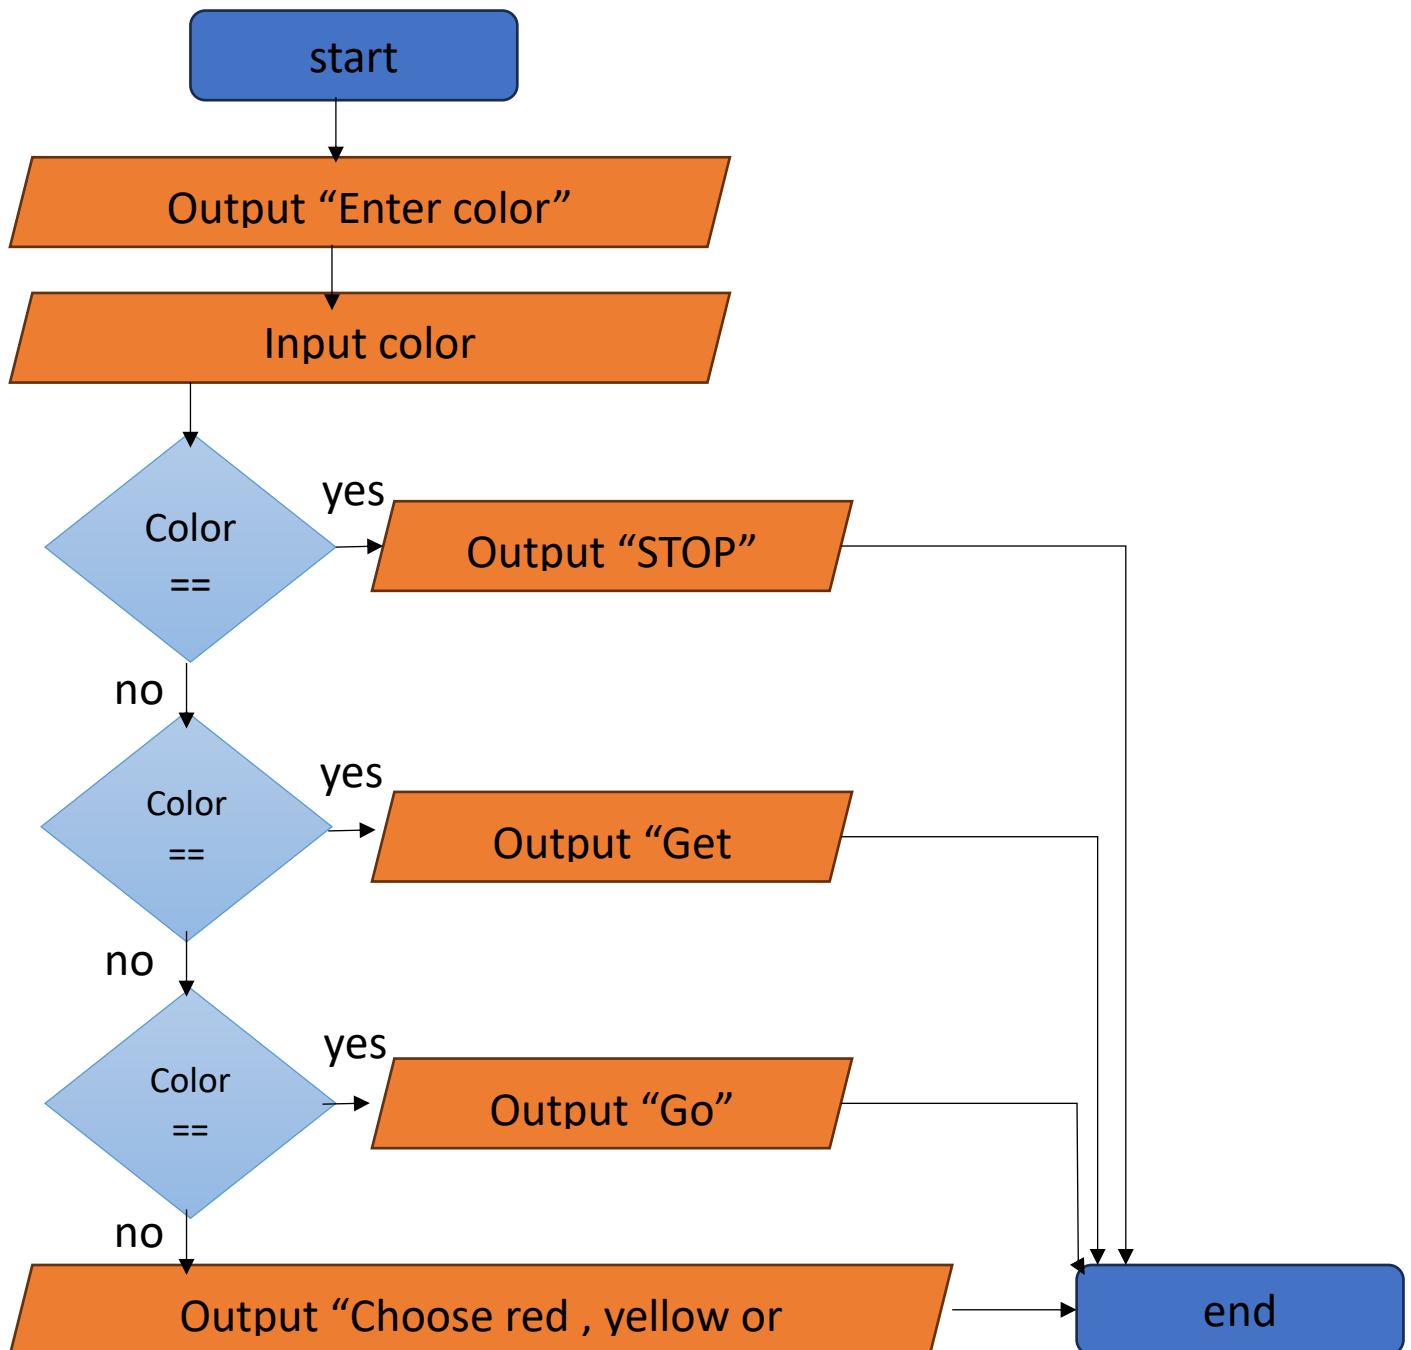 start
Output “Enter color”
Input color
yes
Color
==
Output “STOP”
no
yes
Color
==
Output “Get
no
yes
Color
==
Output “Go”
no
Output “Choose red , yellow or
end